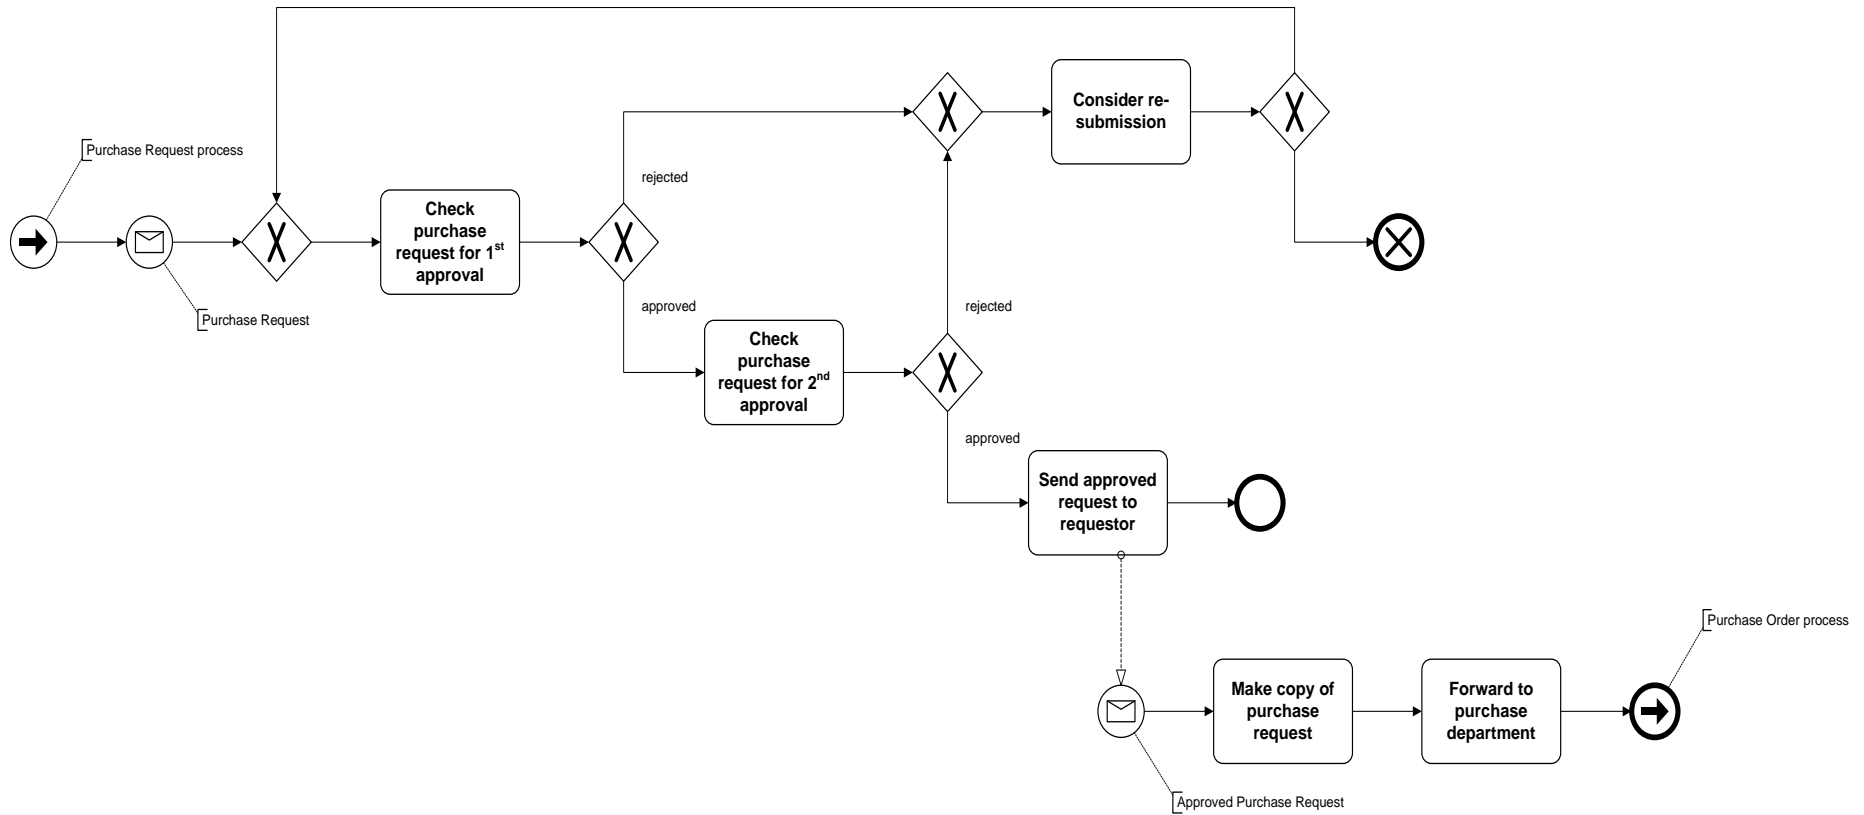 Consider re-
submission
Purchase Request process
rejected
Check
purchase
request for 1st
approval
Purchase Request
approved
rejected
Check
purchase
request for 2nd
approval
approved
Send approved
request to
requestor
Purchase Order process
Make copy of
purchase
request
Forward to
purchase
department
Approved Purchase Request